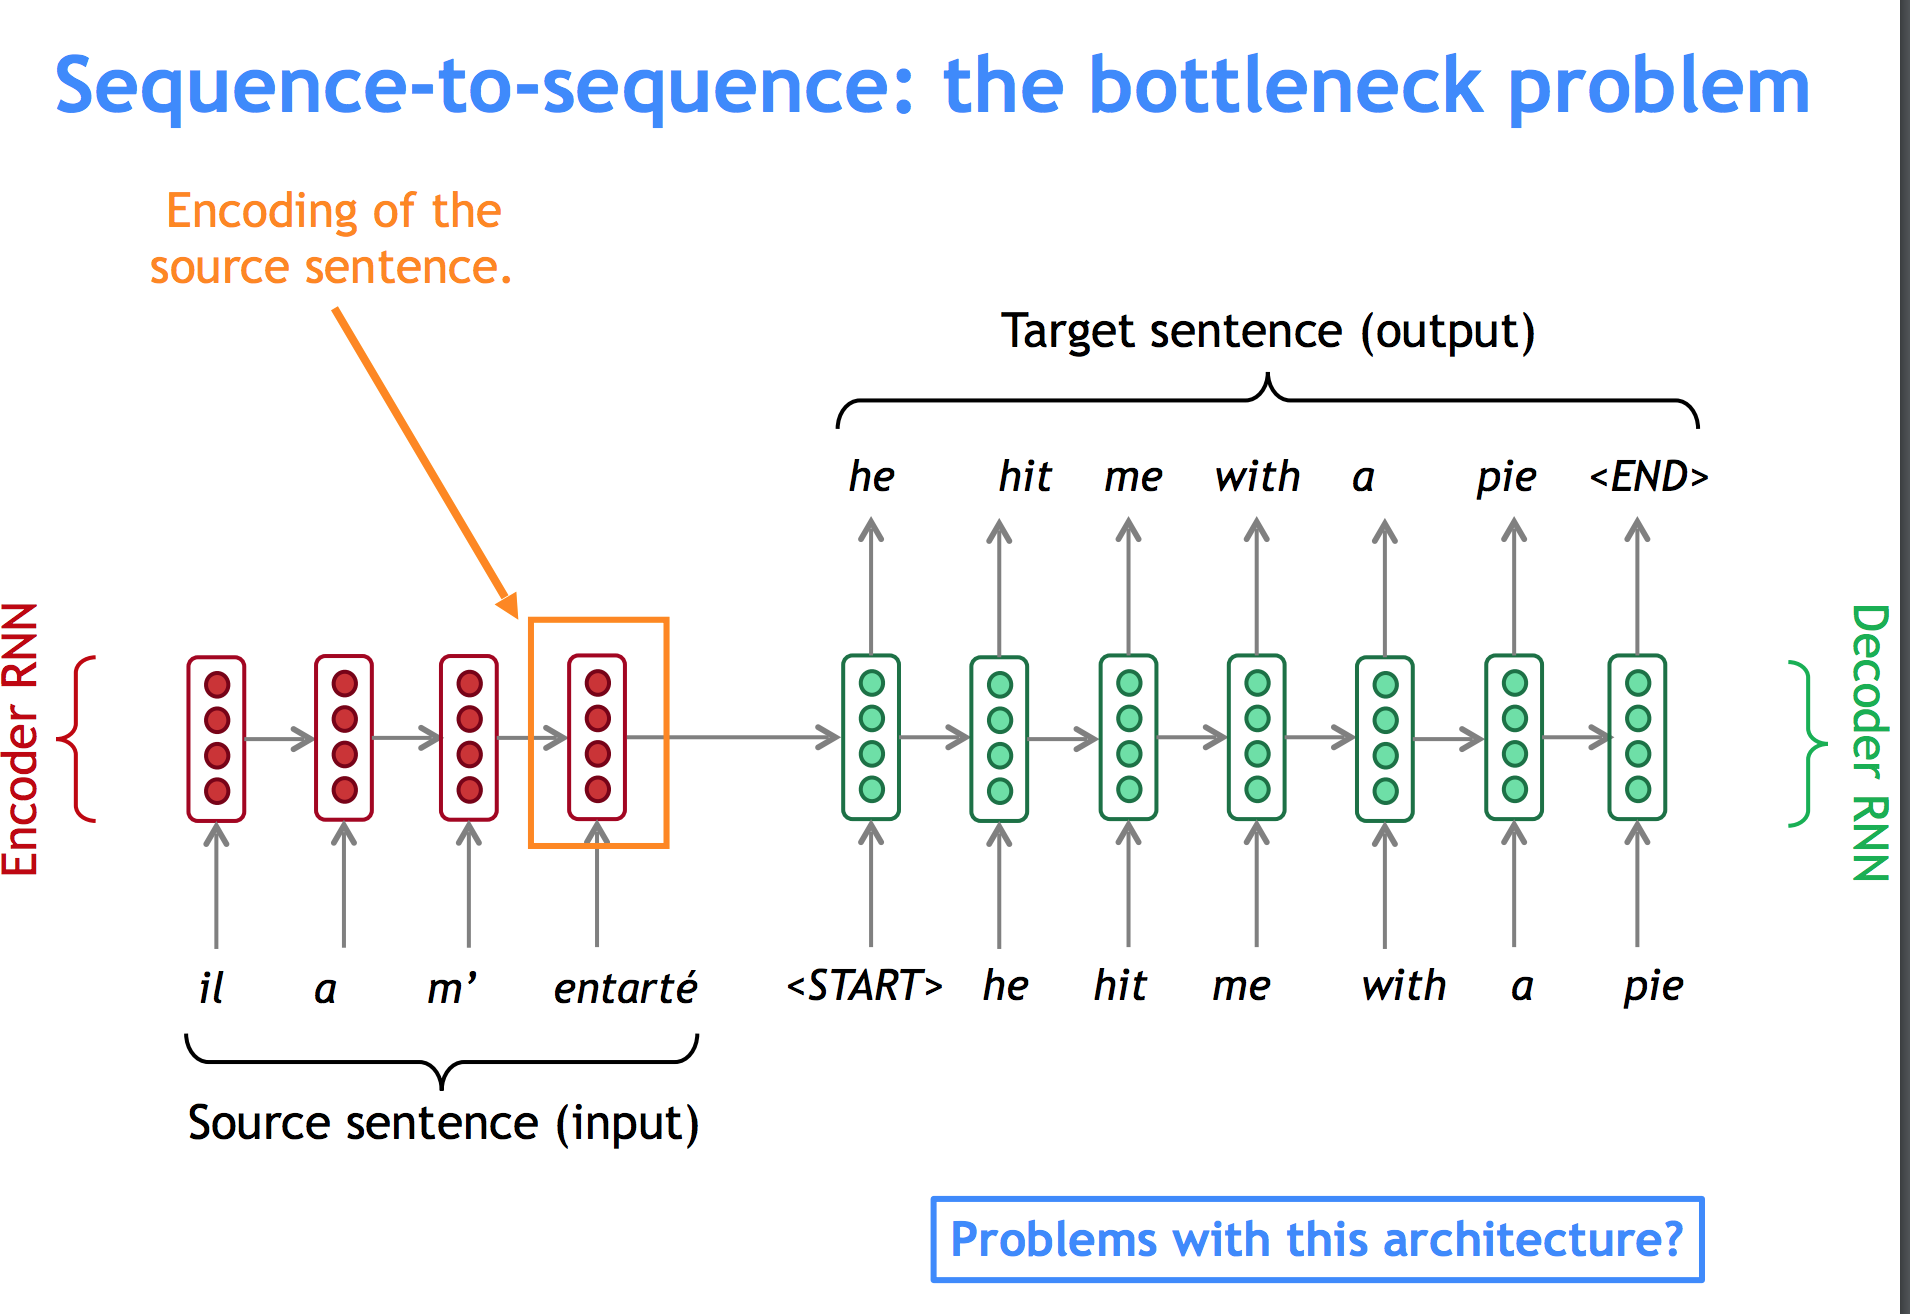 Sequence-to-sequence: the bottleneck problem
Encoding of the
source sentence.
Target sentence (output)
he hit me with a pie <END>
Encoder RNN
Decoder RNN
il a m’ entarté
<START> he hit me with a pie
Source sentence (input)
Problems with this architecture?